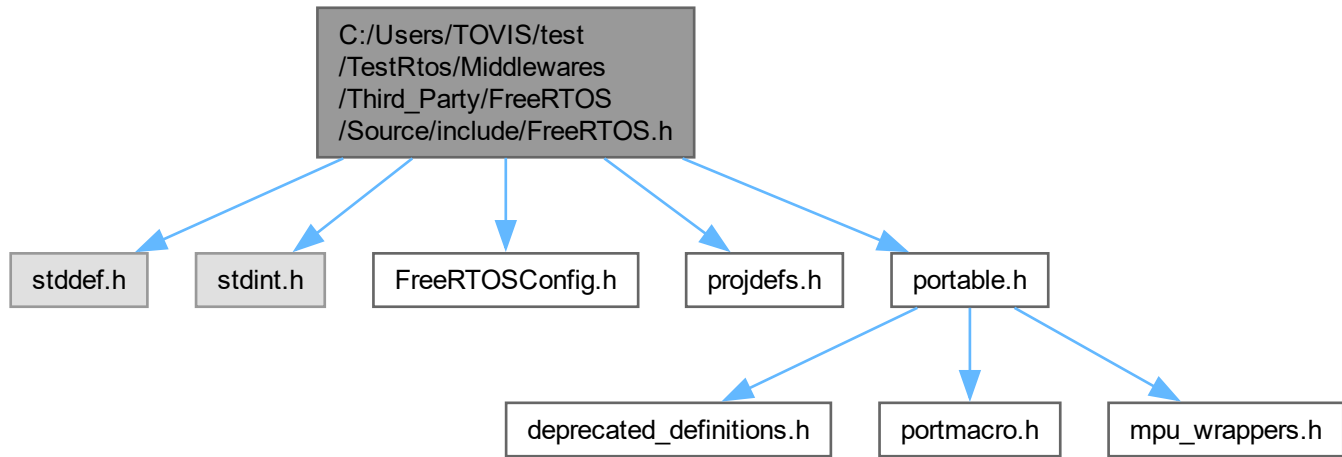 C:/Users/TOVIS/test
/TestRtos/Middlewares
/Third_Party/FreeRTOS
/Source/include/FreeRTOS.h
stddef.h
stdint.h
FreeRTOSConfig.h
projdefs.h
portable.h
deprecated_definitions.h
portmacro.h
mpu_wrappers.h